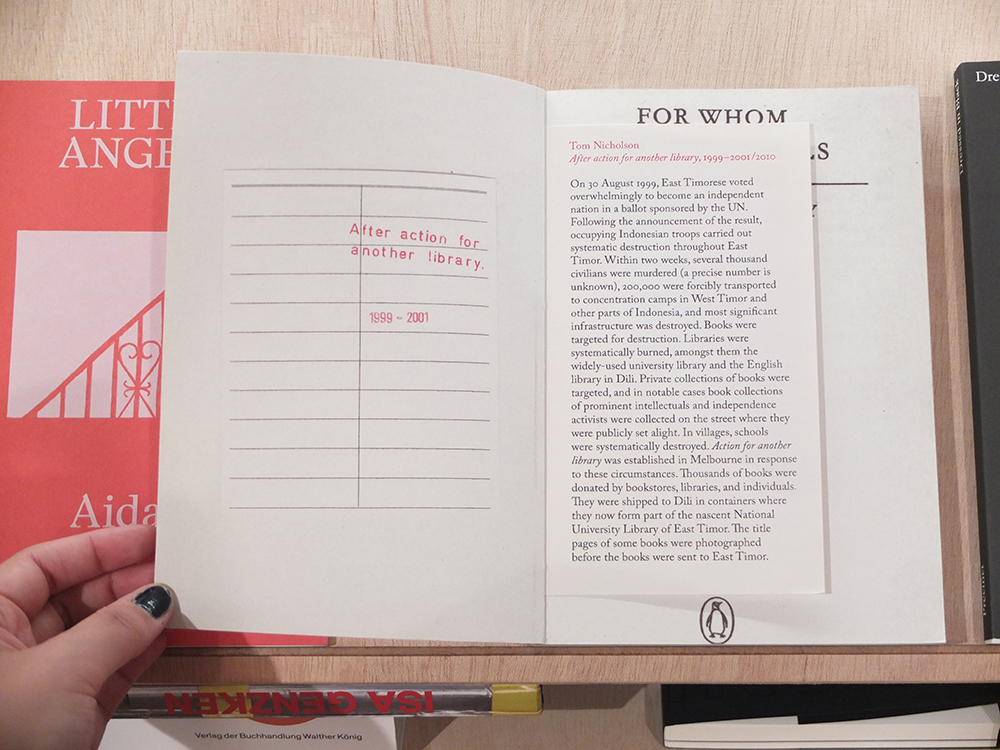 LITT
ANGE
Aida
After action for
another library.
1999 - 2001
FOR WHOM
LS
Tom Nicholson
After action for another library, 1999–2001/2010
On 30 August 1999, East Timorese voted
overwhelmingly to become an independent
nation in a ballot sponsored by the UN.
Following the announcement of the result,
occupying Indonesian troops carried out
systematic destruction throughout East
Timor. Within two weeks, several thousand
civilians were murdered (a precise number is
unknown), 200,000 were forcibly transported
to concentration camps in West Timor and
other parts of Indonesia, and most significant
infrastructure was destroyed. Books were
targeted for destruction. Libraries were
systematically burned, amongst them the
widely-used university library and the English
library in Dili. Private collections of books were
targeted, and in notable cases book collections
of prominent intellectuals and independence
activists were collected on the street where they
were publicly set alight. In villages, schools
were systematically destroyed. Action for another
library was established in Melbourne in response
to these circumstances. Thousands of books were
donated by bookstores, libraries, and individuals.
They were shipped to Dili in containers where
they now form part of the nascent National
University Library of East Timor. The title
pages of some books were photographed
before the books were sent to East Timor.
Dre
Dressed in Black
ISA GENZKEN
Verlag der Buchhandlung Walther König